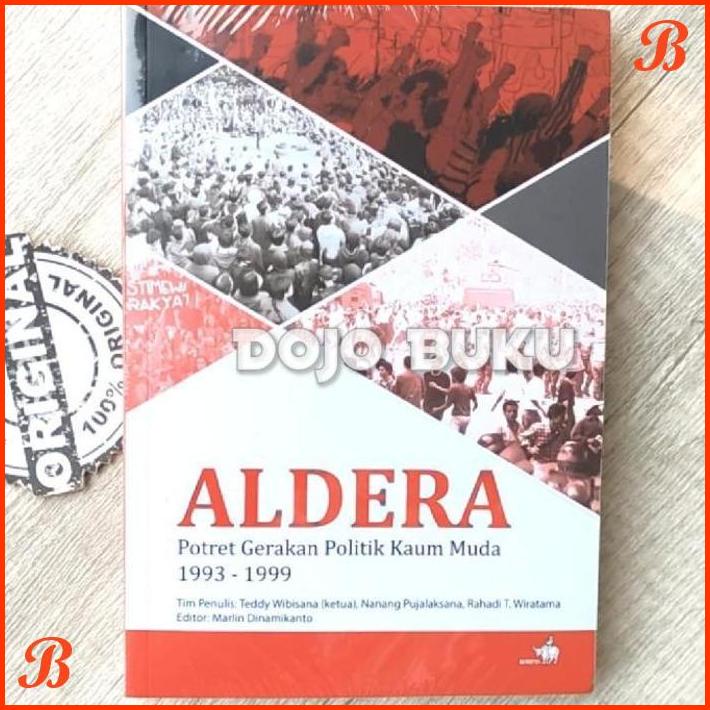 B
STIMEW
RAKYAT
DOJO BUKU
ORIGINAL
100% ORIGINAL
ALDERA
Potret Gerakan Politik Kaum Muda
1993 - 1999
Tim Penulis: Teddy Wibisana (ketua), Nanang Pujalaksana, Rahadi T. Wiratama
Editor: Marlin Dinamikanto
B